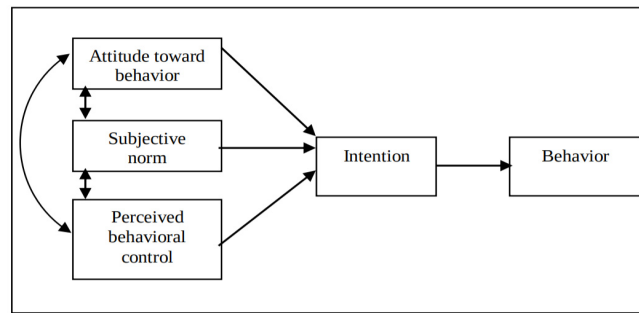 Attitude toward
behavior
Subjective
norm
Intention
Behavior
Perceived
behavioral
control